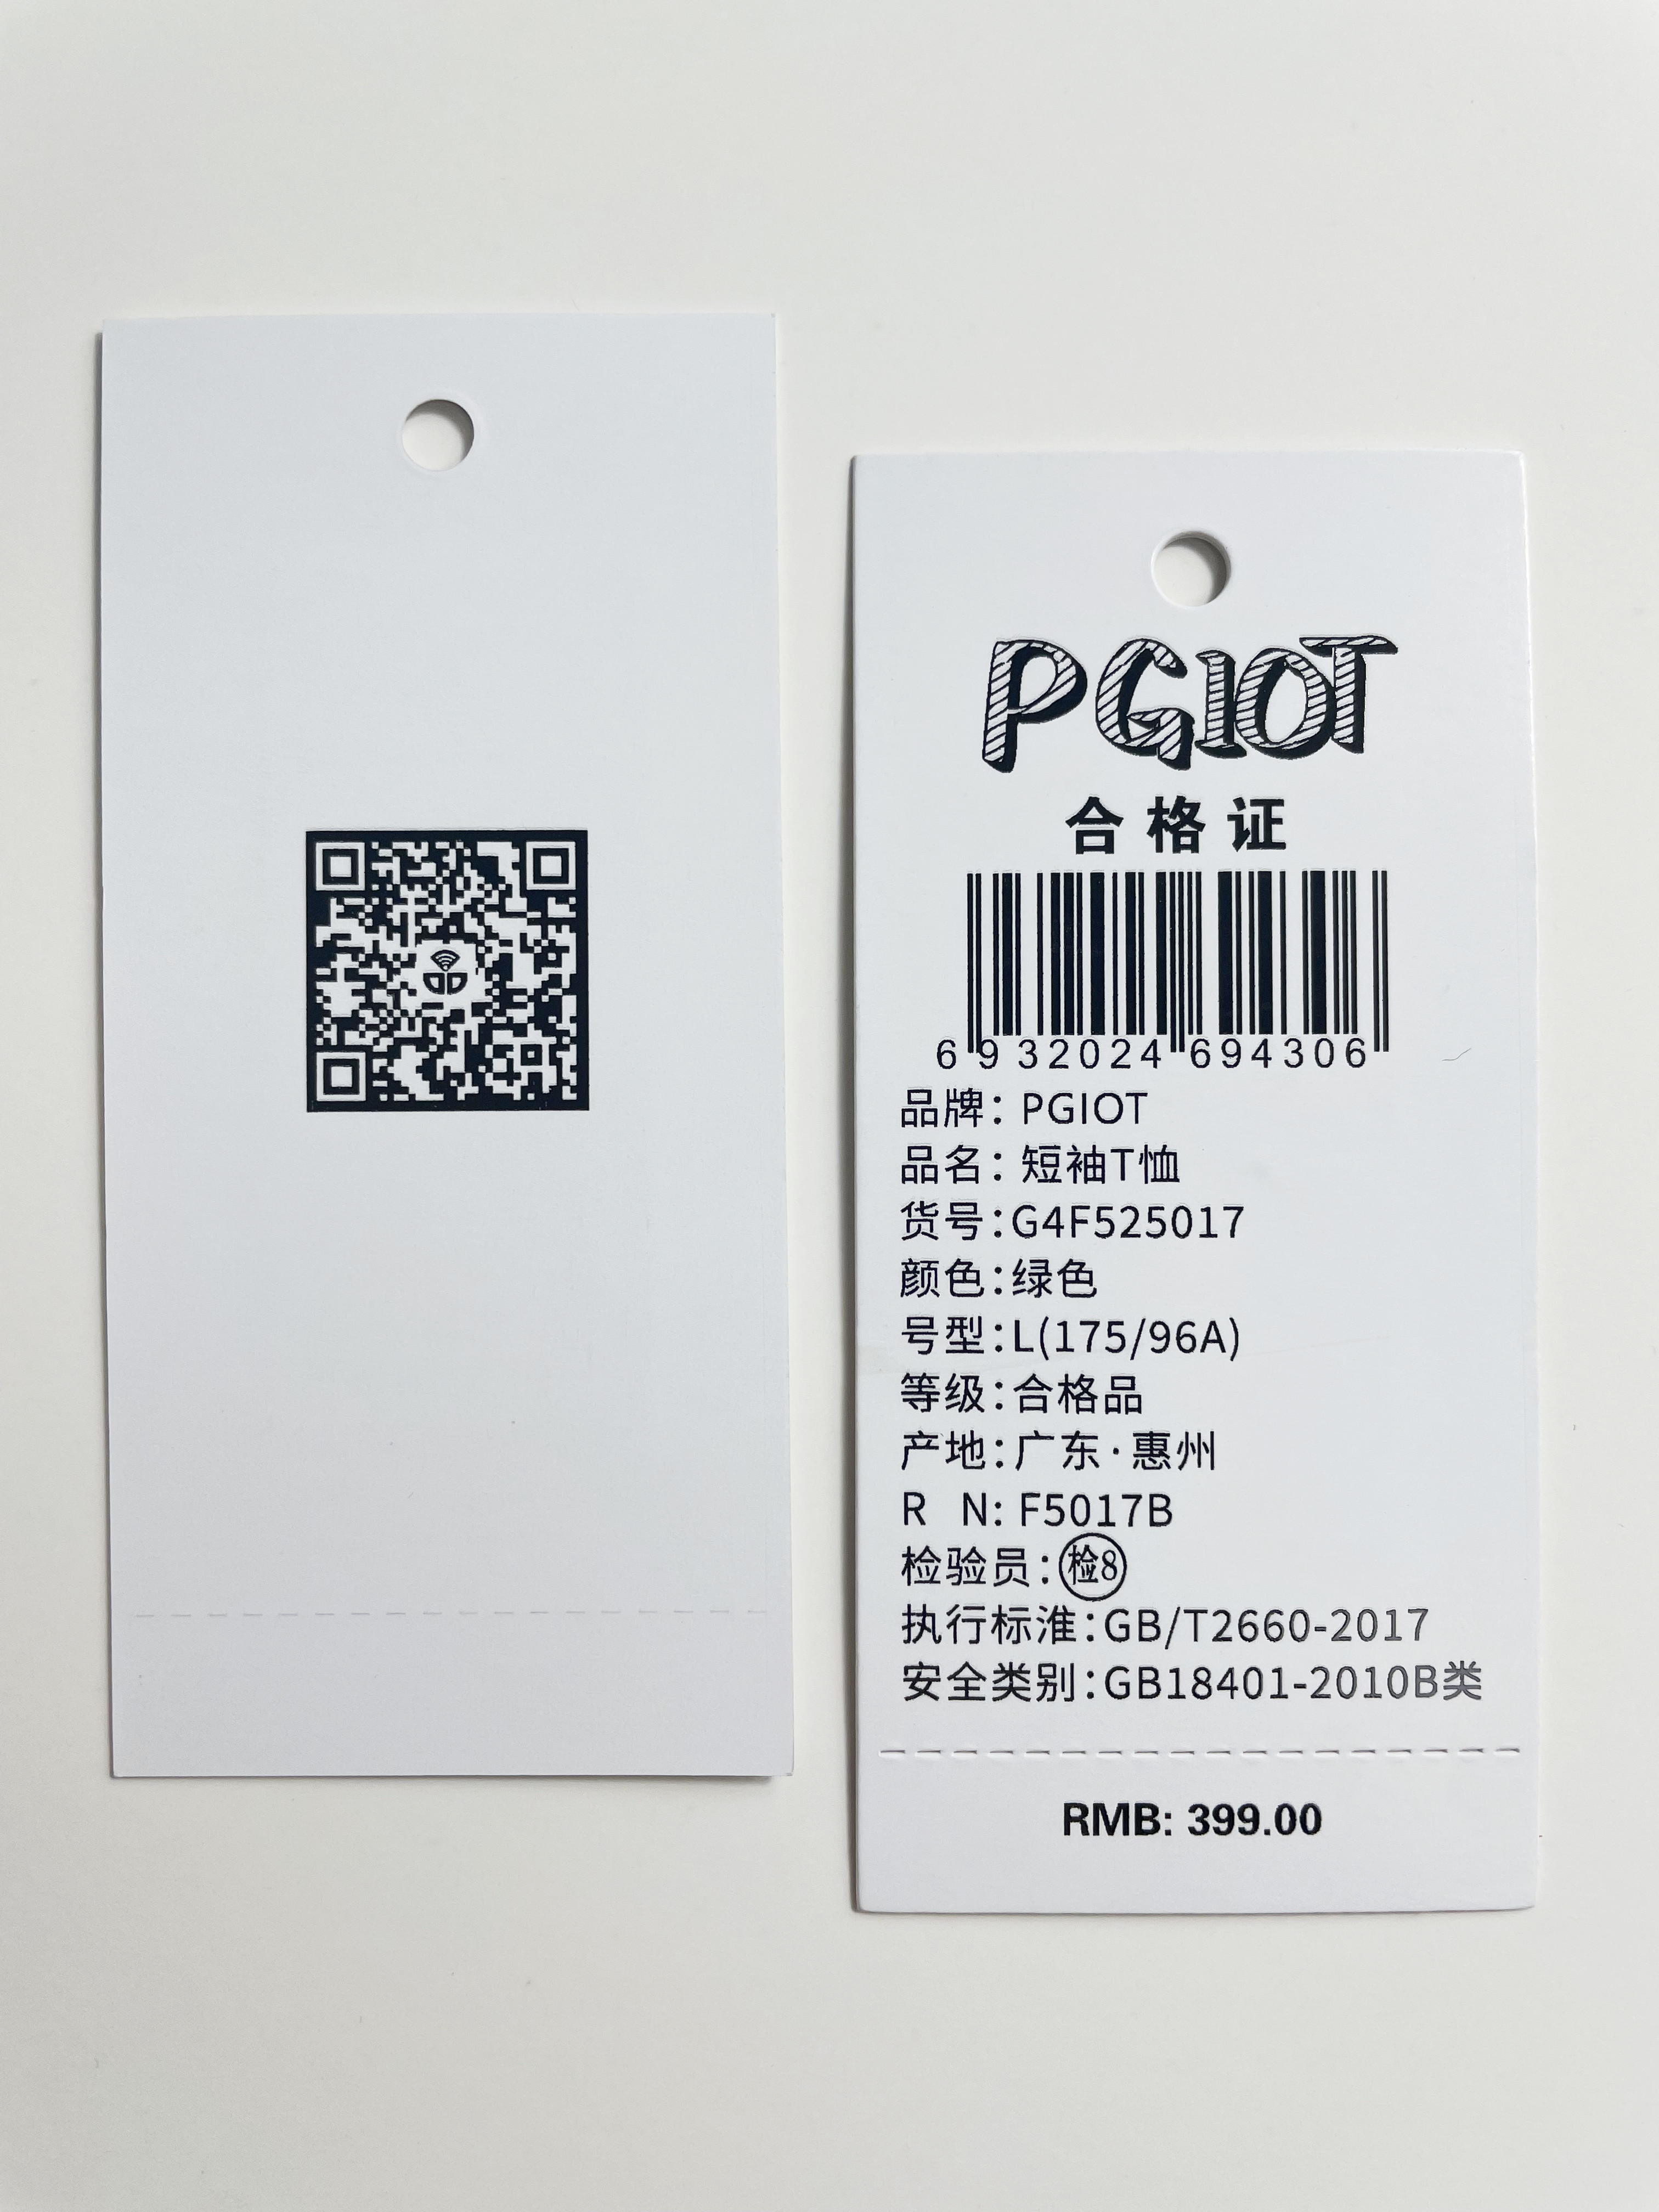 PGIOT
合格证
6 932024 694306
品牌: PGIOT
品名: 短袖T恤
货号:G4F525017
颜色:绿色
号型:L(175/96A)
等级:合格品
产地:广东·惠州
R N: F5017B
检验员:检8
执行标淮:GB/T2660-2017
安全类别:GB18401-2010B类
RMB: 399.00